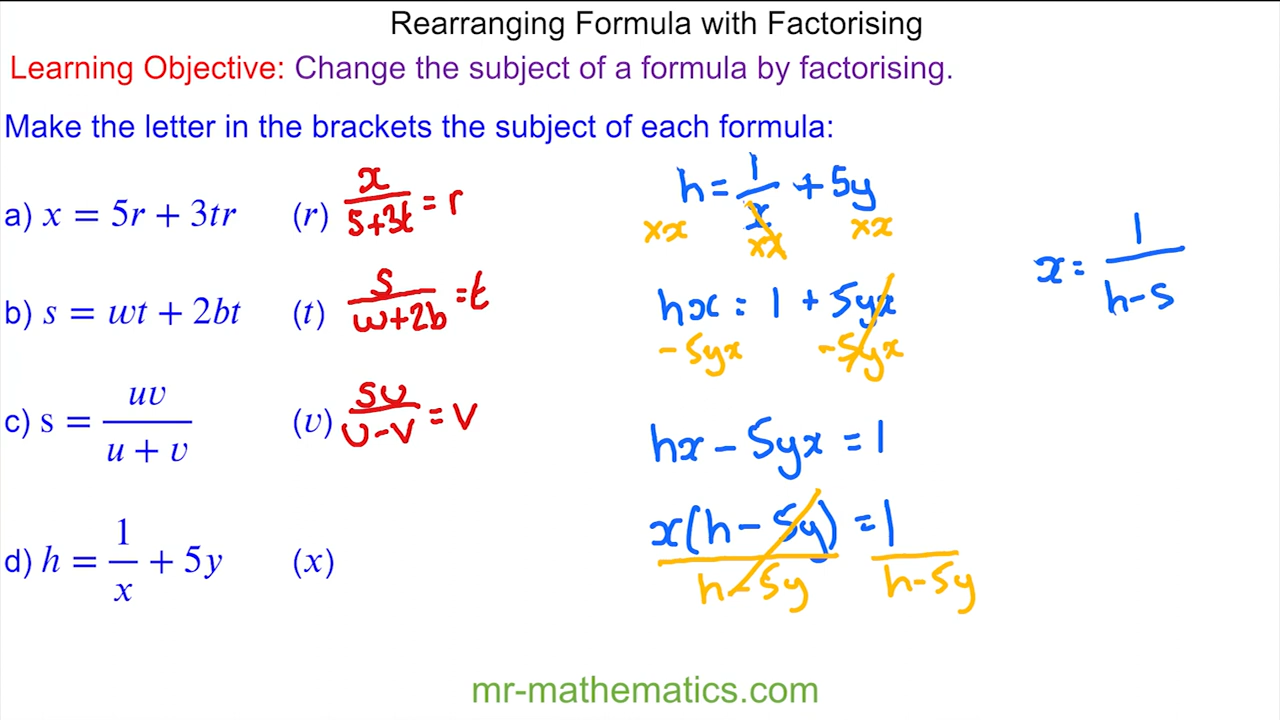 Rearranging Formula with Factorising
Learning Objective: Change the subject of a formula by factorising.
Make the letter in the brackets the subject of each formula:
a) x = 5r + 3tr (r) x/(5+3t) = r
b) s = wt + 2bt (t) s/(w+2b) = t
c) s = uv/(u + v) (v) su/(u-v) = v
d) h = 1/x + 5y (x)
h = 1/x + 5y
×x ×x ×x
hx = 1 + 5yx
-5yx -5yx
hx - 5yx = 1
x(h - 5y) = 1
h-5y h-5y
x = 1/(h-5
mr-mathematics.com